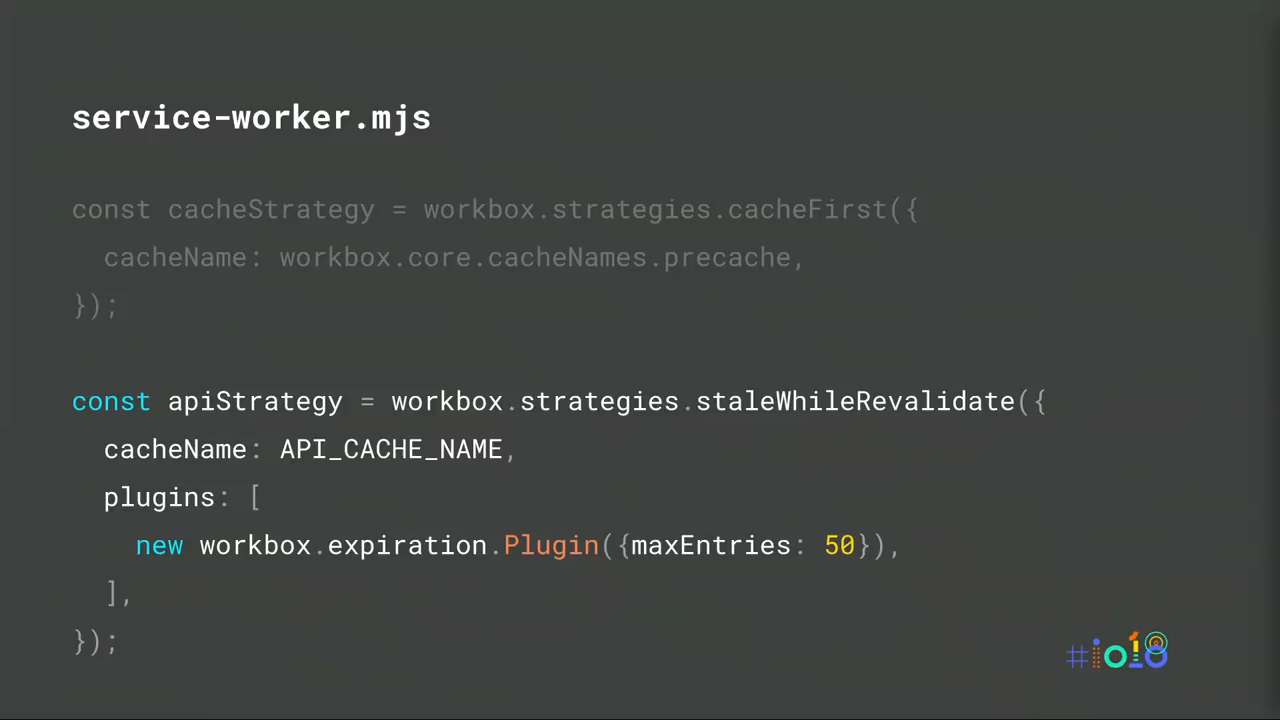 service-worker.mjs
const cacheStrategy = workbox.strategies.cacheFirst({
  cacheName: workbox.core.cacheNames.precache,
});
const apiStrategy = workbox.strategies.staleWhileRevalidate({
  cacheName: API_CACHE_NAME,
  plugins: [
    new workbox.expiration.Plugin({maxEntries: 50}),
  ],
});
#io18